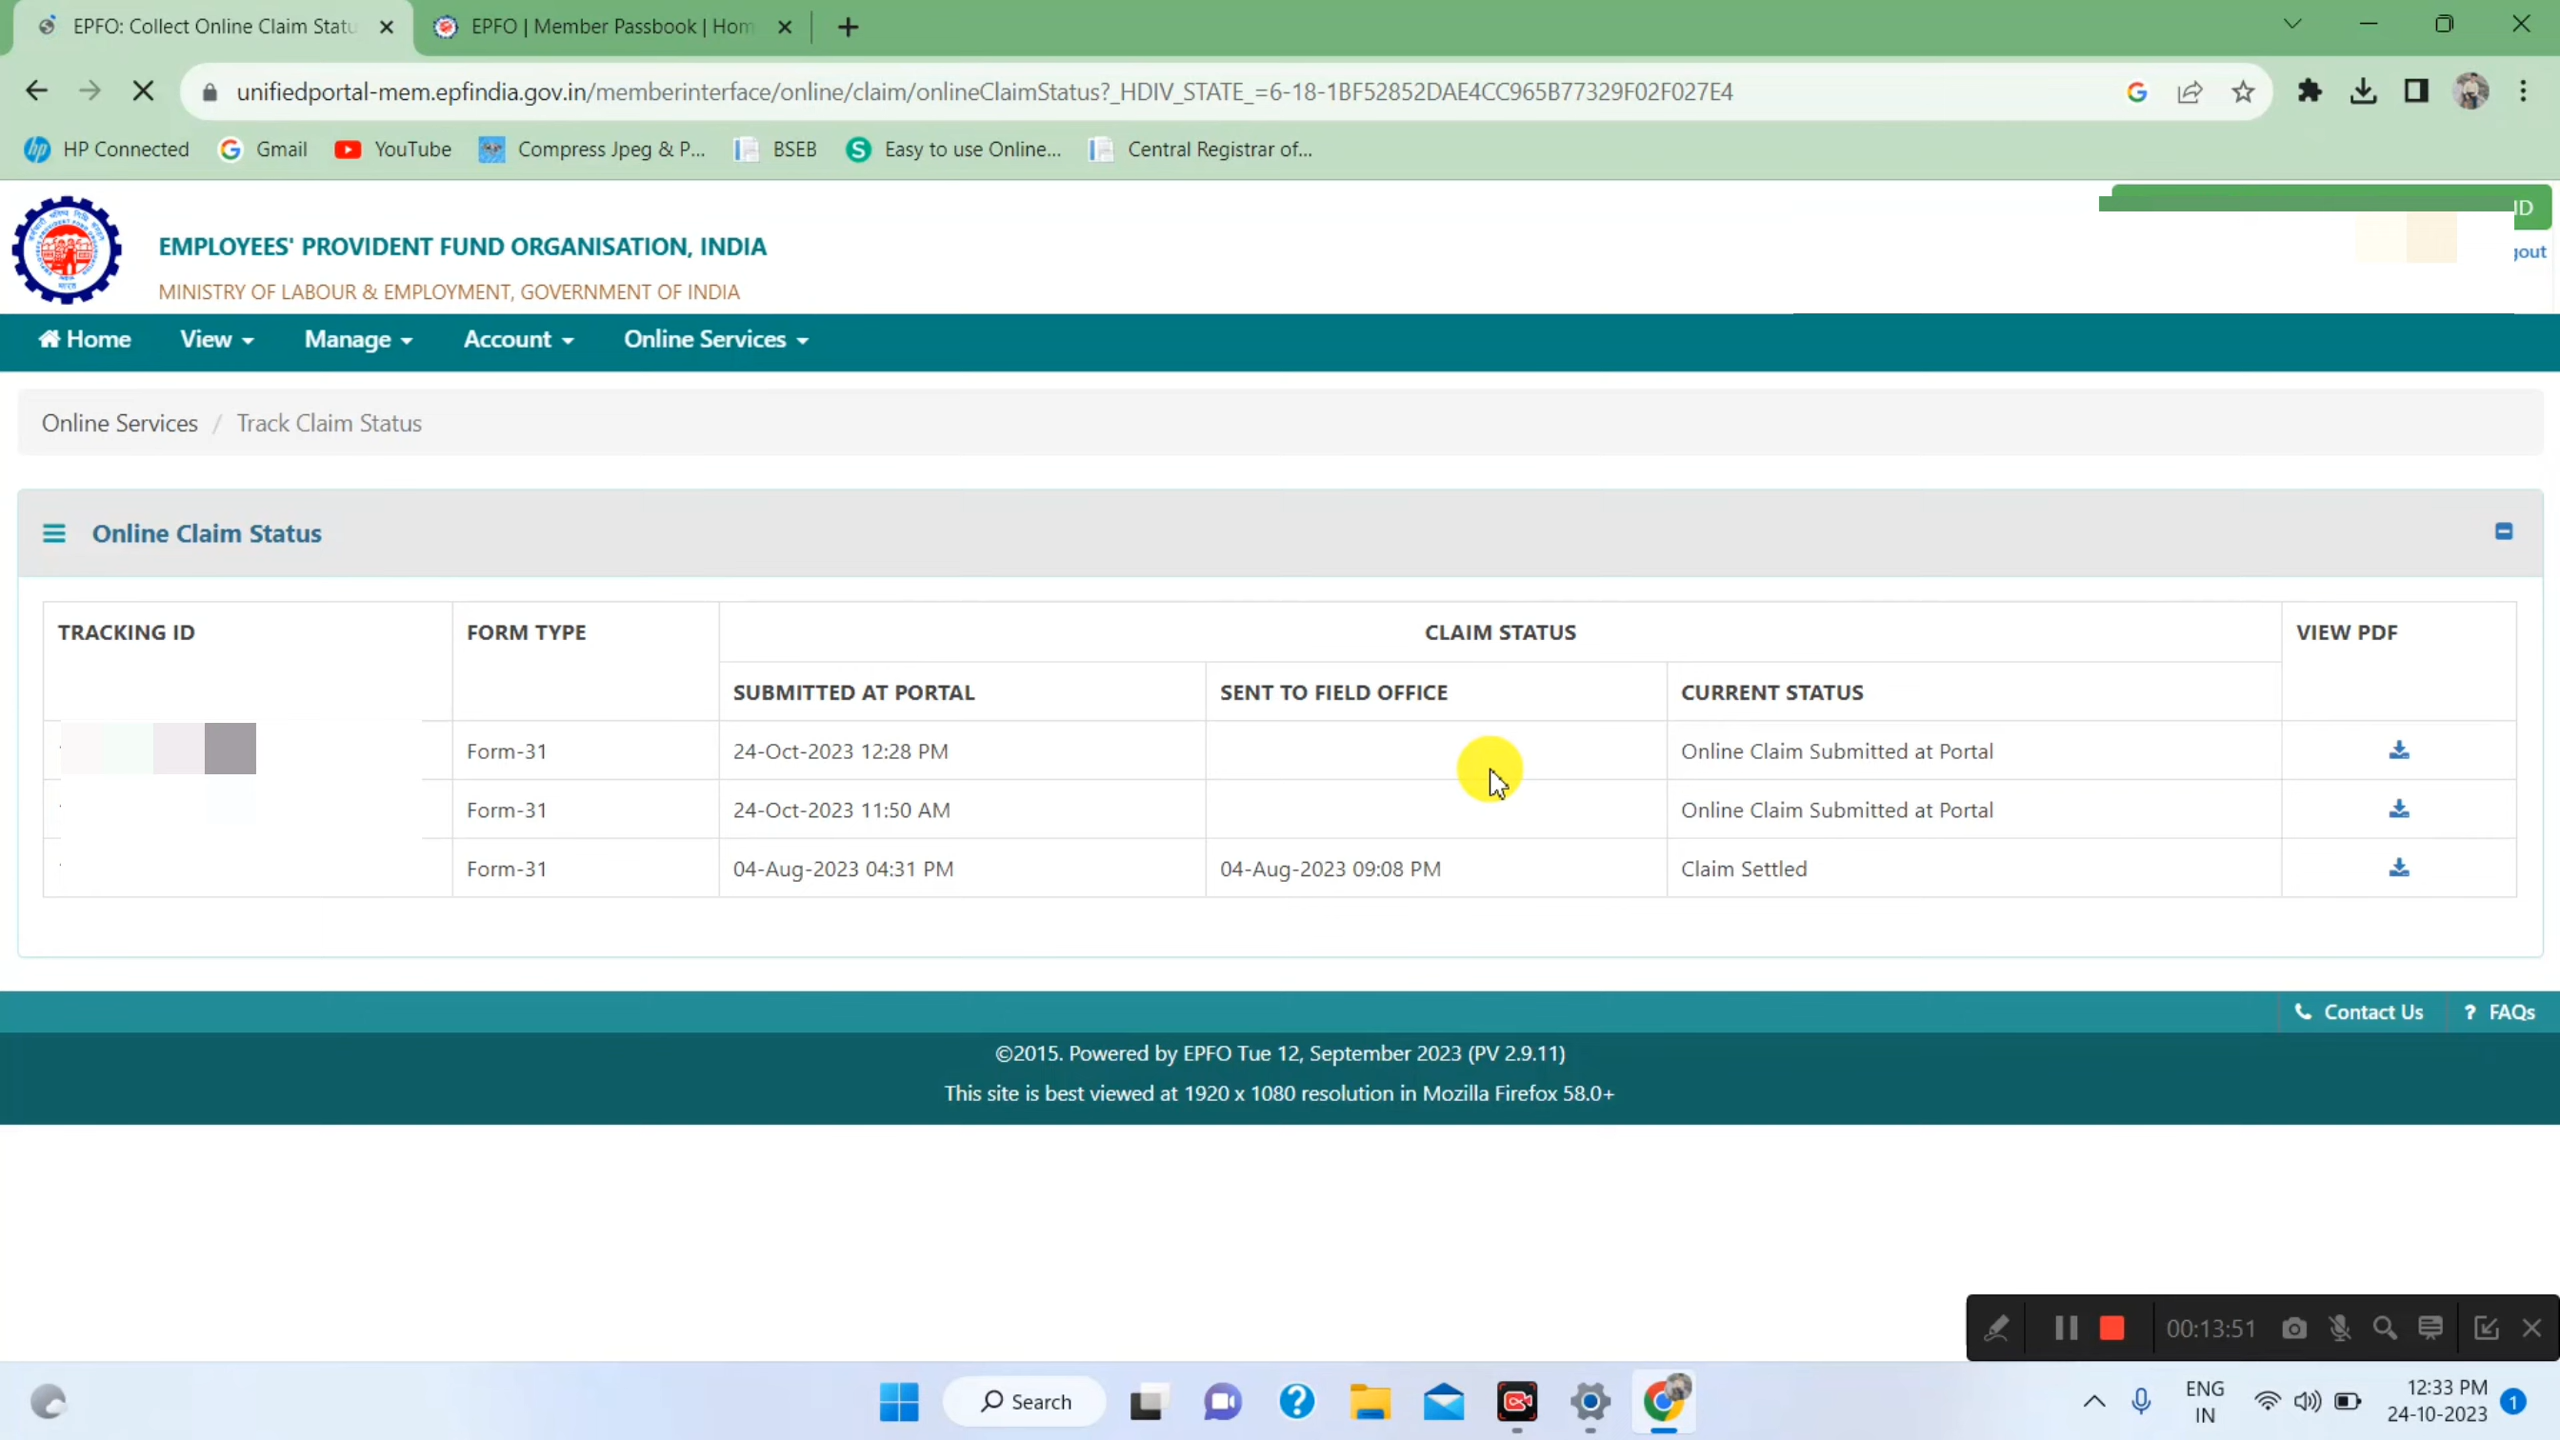 EPFO: Collect Online Claim Statu
EPFO | Member Passbook | Hom
unifiedportal-mem.epfindia.gov.in/memberinterface/online/claim/onlineClaimStatus?_HDIV_STATE_=6-18-1BF52852DAE4CC965B77329F02F027E4
HP Connected Gmail YouTube Compress Jpeg & P... BSEB Easy to use Online... Central Registrar of...
ID
EMPLOYEES' PROVIDENT FUND ORGANISATION, INDIA
gout
MINISTRY OF LABOUR & EMPLOYMENT, GOVERNMENT OF INDIA
Home View Manage Account Online Services
Online Services / Track Claim Status
Online Claim Status
TRACKING ID FORM TYPE CLAIM STATUS VIEW PDF
SUBMITTED AT PORTAL SENT TO FIELD OFFICE CURRENT STATUS
Form-31 24-Oct-2023 12:28 PM Online Claim Submitted at Portal
Form-31 24-Oct-2023 11:50 AM Online Claim Submitted at Portal
Form-31 04-Aug-2023 04:31 PM 04-Aug-2023 09:08 PM Claim Settled
Contact Us ? FAQs
©2015. Powered by EPFO Tue 12, September 2023 (PV 2.9.11)
This site is best viewed at 1920 x 1080 resolution in Mozilla Firefox 58.0+
00:13:51
Search
ENG
IN
12:33 PM
24-10-2023
1